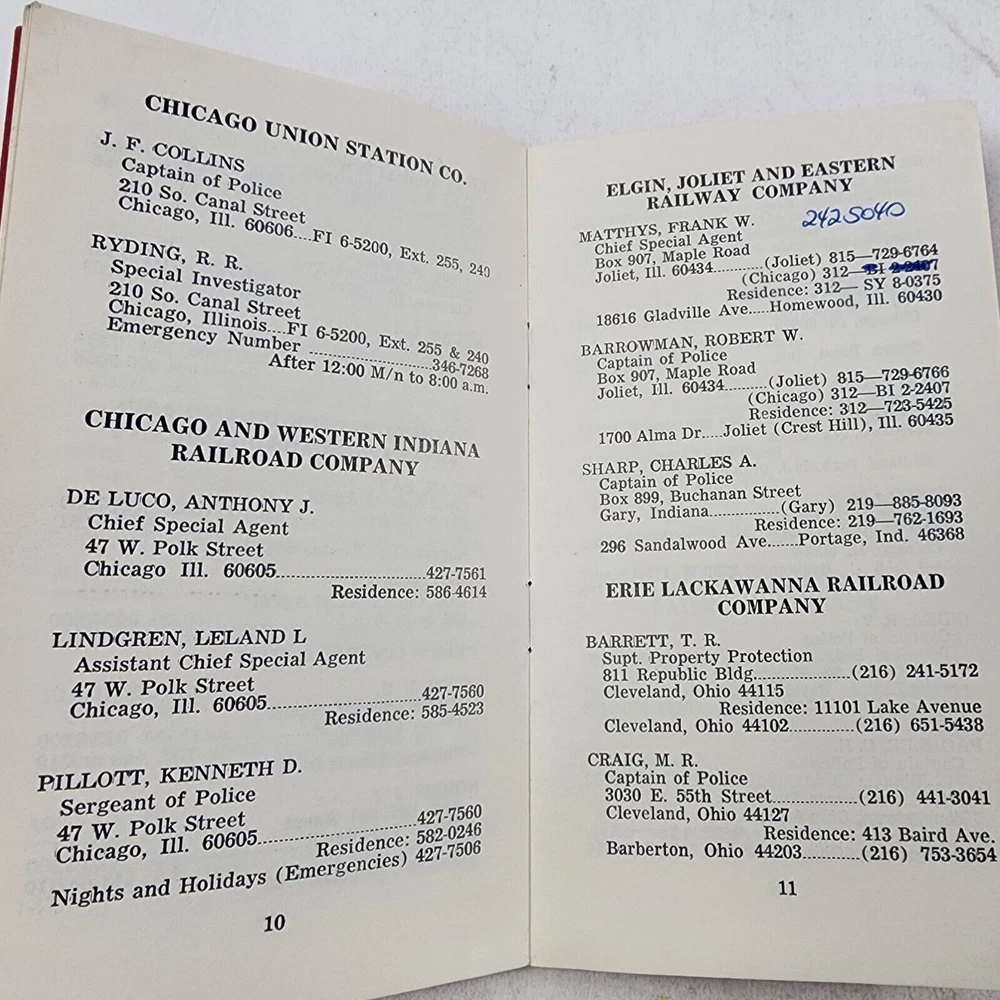 CHICAGO UNION STATION CO.
J. F. COLLINS
Captain of Police
210 So. Canal Street
Chicago, Ill. 60606....FI 6-5200, Ext. 255, 240
RYDING, R. R.
Special Investigator
210 So. Canal Street
Chicago, Illinois....FI 6-5200, Ext. 255 & 240
Emergency Number ........................346-7268
After 12:00 M/n to 8:00 a.m.
CHICAGO AND WESTERN INDIANA
RAILROAD COMPANY
DE LUCO, ANTHONY J.
Chief Special Agent
47 W. Polk Street
Chicago Ill. 60605................................427-7561
Residence: 586-4614
LINDGREN, LELAND L
Assistant Chief Special Agent
47 W. Polk Street
Chicago, Ill. 60605................................427-7560
Residence: 585-4523
PILLOTT, KENNETH D.
Sergeant of Police
47 W. Polk Street
Chicago, Ill. 60605................................427-7560
Residence: 582-0246
Nights and Holidays (Emergencies) 427-7506
10
ELGIN, JOLIET AND EASTERN
RAILWAY COMPANY
2425040
MATTHYS, FRANK W.
Chief Special Agent
Box 907, Maple Road
Joliet, Ill. 60434...........(Joliet) 815—729-6764
(Chicago) 312—BI 2-2407
Residence: 312— SY 8-0375
18616 Gladville Ave.....Homewood, Ill. 60430
BARROWMAN, ROBERT W.
Captain of Police
Box 907, Maple Road
Joliet, Ill. 60434.........(Joliet) 815—729-6766
(Chicago) 312—BI 2-2407
Residence: 312—723-5425
1700 Alma Dr.....Joliet (Crest Hill), Ill. 60435
SHARP, CHARLES A.
Captain of Police
Box 899, Buchanan Street
Gary, Indiana...............(Gary) 219—885-8093
Residence: 219—762-1693
296 Sandalwood Ave......Portage, Ind. 46368
ERIE LACKAWANNA RAILROAD
COMPANY
BARRETT, T. R.
Supt. Property Protection
811 Republic Bldg.....................(216) 241-5172
Cleveland, Ohio 44115
Residence: 11101 Lake Avenue
Cleveland, Ohio 44102..............(216) 651-5438
CRAIG, M. R.
Captain of Police
3030 E. 55th Street..................(216) 441-3041
Cleveland, Ohio 44127
Residence: 413 Baird Ave.
Barberton, Ohio 44203............(216) 753-3654
11